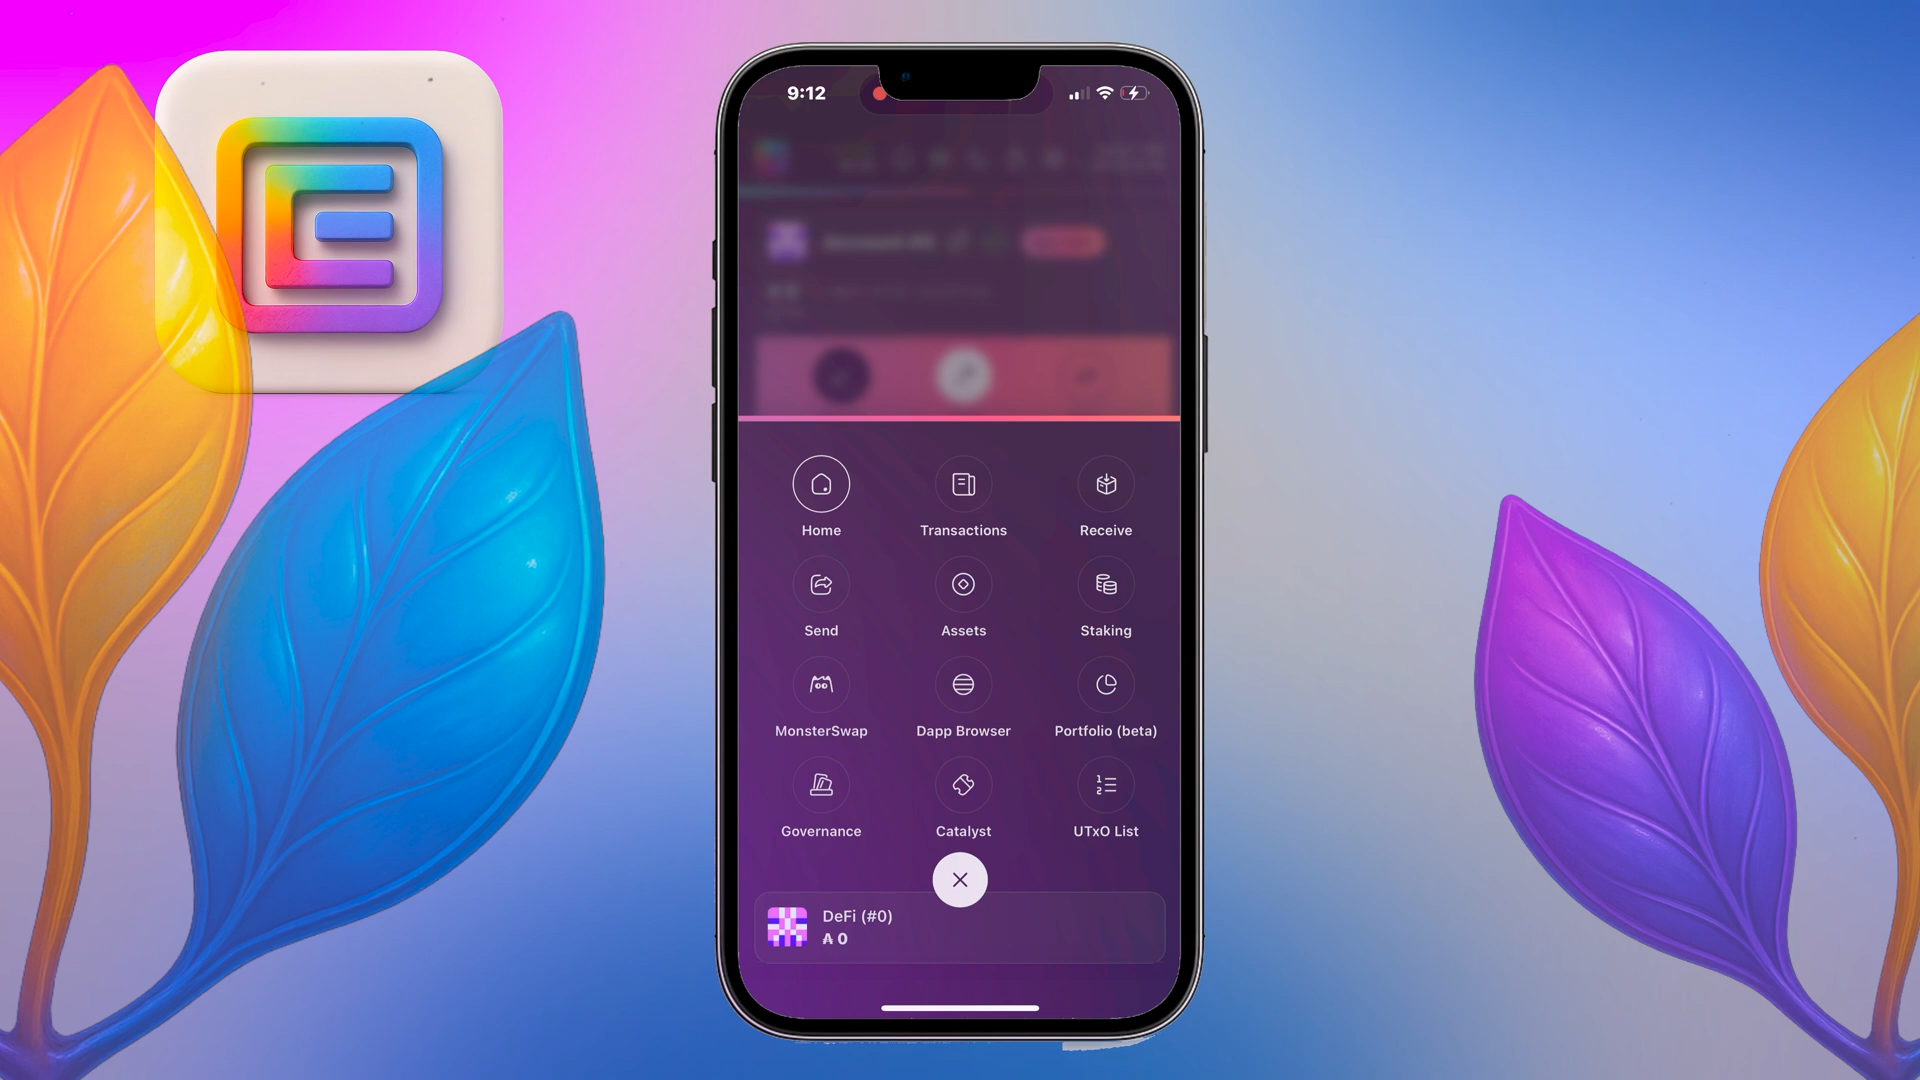 9:12
Home
Transactions
Receive
Send
Assets
Staking
MonsterSwap
Dapp Browser
Portfolio (beta)
Governance
Catalyst
UTxO List
DeFi (#0)
₳ 0